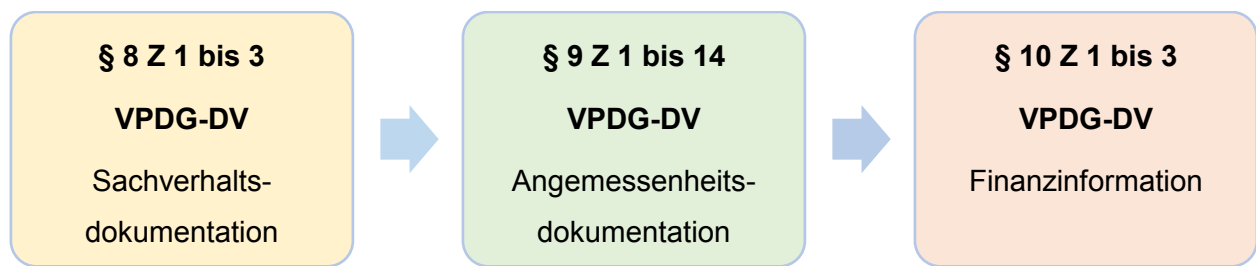 § 8 Z 1 bis 3
VPDG-DV
Sachverhalts-
dokumentation
§ 9 Z 1 bis 14
VPDG-DV
Angemessenheits-
dokumentation
§ 10 Z 1 bis 3
VPDG-DV
Finanzinformation